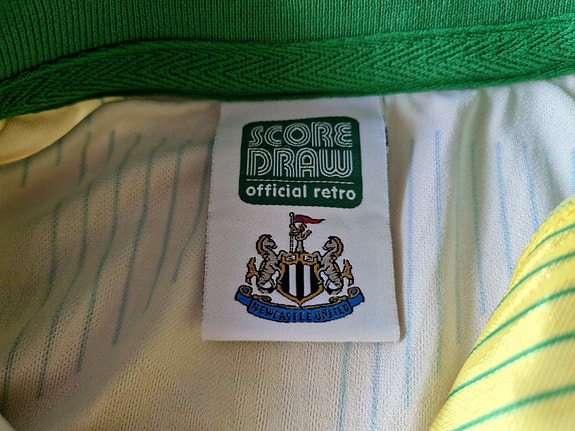 SCORE
DRAW
official retro
NEWCASTLE UNITED